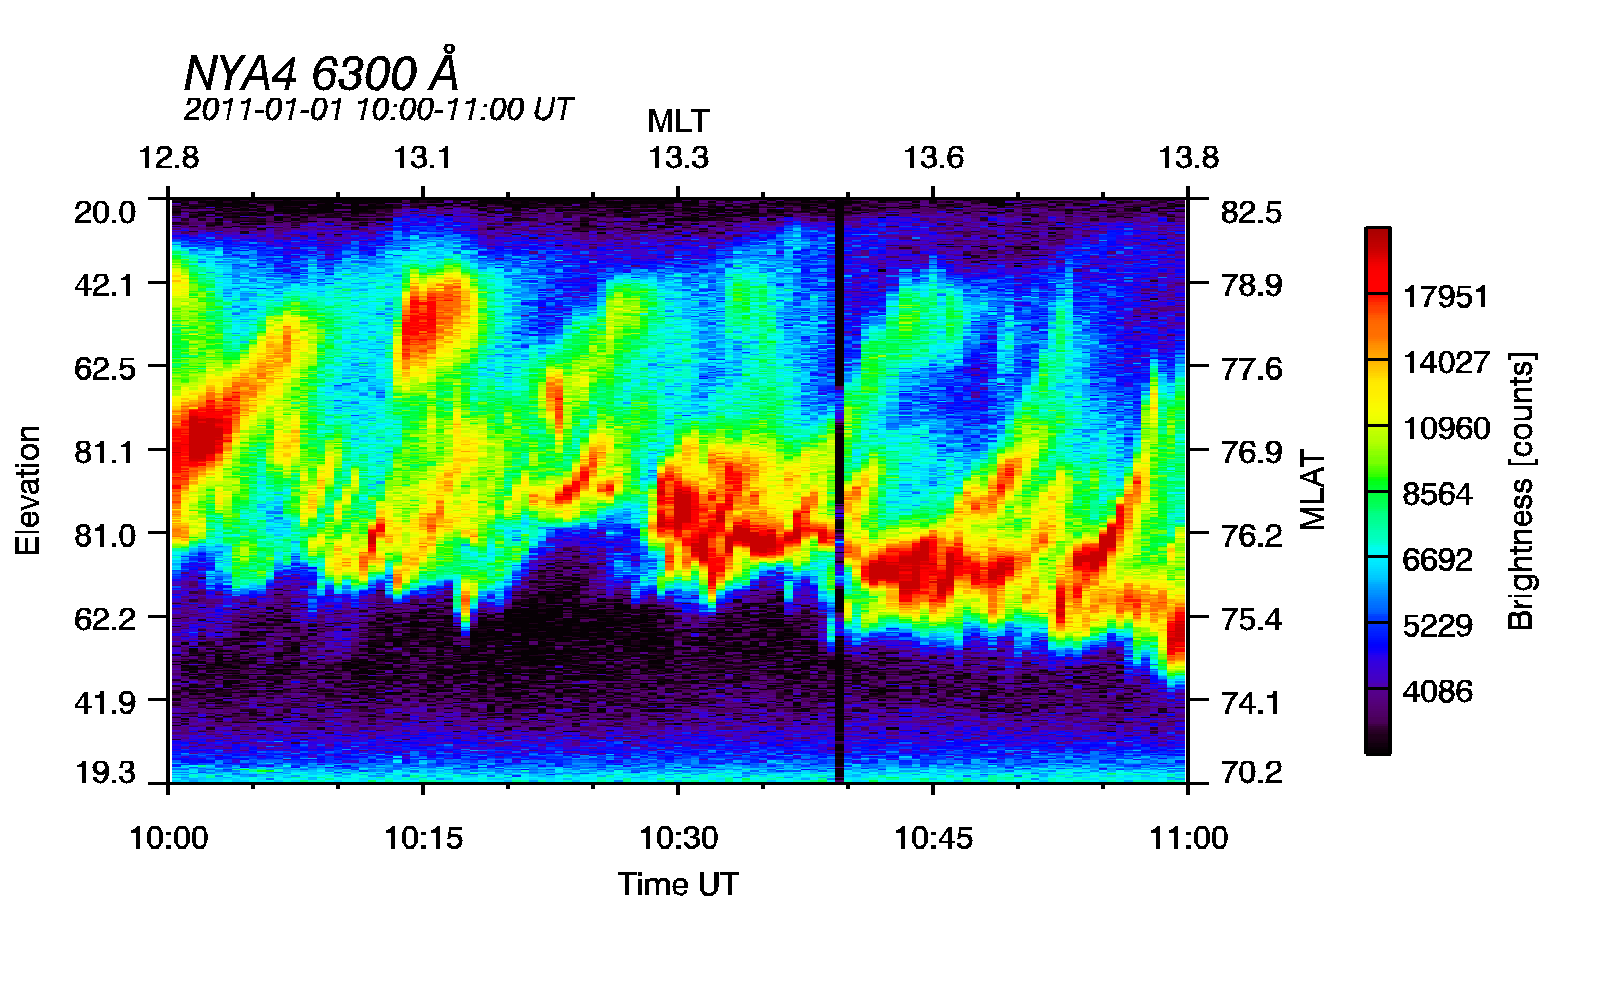 NYA4 6300 Å
2011-01-01 10:00-11:00 UT
MLT
12.8 13.1 13.3 13.6 13.8
20.0 82.5
42.1 78.9
17951
62.5 77.6 14027
81.1 76.9 10960
8564
81.0 76.2
6692
62.2 75.4 5229
41.9 74.1 4086
19.3 70.2
Elevation
MLAT
Brightness [counts]
10:00 10:15 10:30 10:45 11:00
Time UT